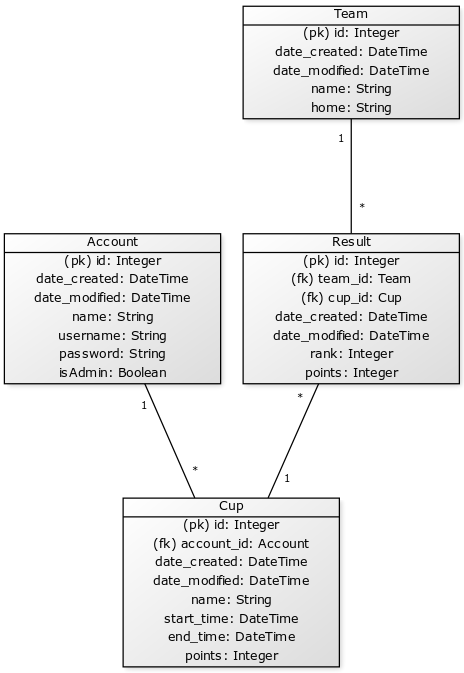 Team
(pk) id: Integer
date_created: DateTime
date_modified: DateTime
name: String
home: String
1
*
Account
(pk) id: Integer
date_created: DateTime
date_modified: DateTime
name: String
username: String
password: String
isAdmin: Boolean
Result
(pk) id: Integer
(fk) team_id: Team
(fk) cup_id: Cup
date_created: DateTime
date_modified: DateTime
rank: Integer
points: Integer
1
*
*
1
Cup
(pk) id: Integer
(fk) account_id: Account
date_created: DateTime
date_modified: DateTime
name: String
start_time: DateTime
end_time: DateTime
points: Integer